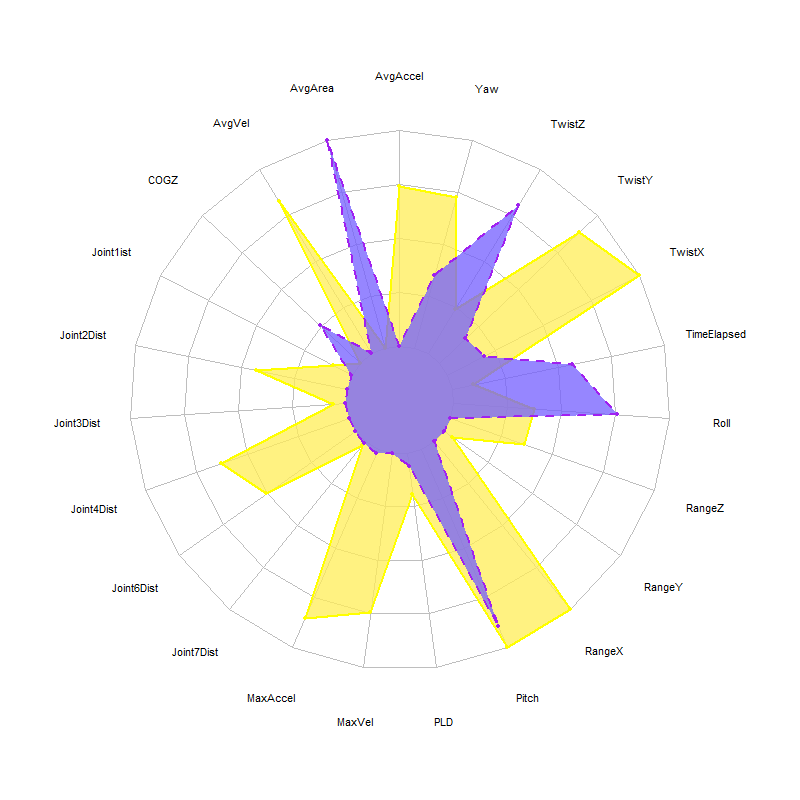 AvgAccel
Yaw
TwistZ
TwistY
TwistX
TimeElapsed
Roll
RangeZ
RangeY
RangeX
Pitch
PLD
MaxVel
MaxAccel
Joint7Dist
Joint6Dist
Joint4Dist
Joint3Dist
Joint2Dist
Joint1ist
COGZ
AvgVel
AvgArea